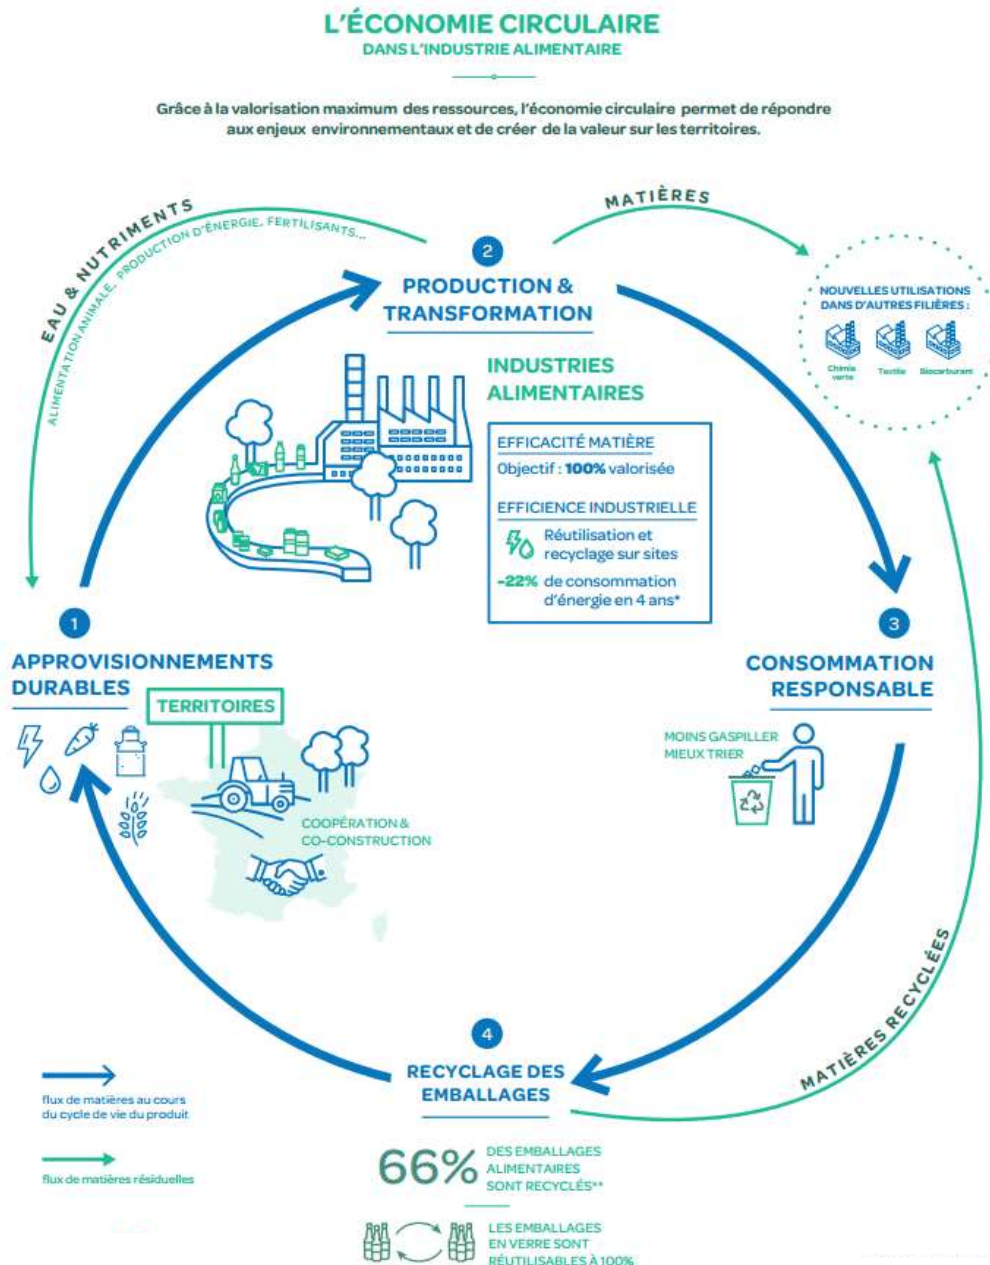 L'ÉCONOMIE CIRCULAIRE
DANS L'INDUSTRIE ALIMENTAIRE
Grâce à la valorisation maximum des ressources, l'économie circulaire permet de répondre
aux enjeux environnementaux et de créer de la valeur sur les territoires.
EAU & NUTRIMENTS
ALIMENTATION ANIMALE, PRODUCTION D'ÉNERGIE, FERTILISANTS...
MATIÈRES
2
PRODUCTION &
TRANSFORMATION
NOUVELLES UTILISATIONS
DANS D'AUTRES FILIÈRES :
Chimie
verte
Textile
Biocarburant
INDUSTRIES
ALIMENTAIRES
EFFICACITÉ MATIÈRE
Objectif : 100% valorisée
EFFICIENCE INDUSTRIELLE
Réutilisation et
recyclage sur sites
-22% de consommation
d'énergie en 4 ans*
1
APPROVISIONNEMENTS
DURABLES
TERRITOIRES
COOPÉRATION &
CO-CONSTRUCTION
3
CONSOMMATION
RESPONSABLE
MOINS GASPILLER
MIEUX TRIER
MATIÈRES RECYCLÉES
4
RECYCLAGE DES
EMBALLAGES
flux de matières au cours
du cycle de vie du produit
flux de matières résiduelles
66% DES EMBALLAGES
ALIMENTAIRES
SONT RECYCLÉS**
LES EMBALLAGES
EN VERRE SONT
RÉUTILISABLES À 100%